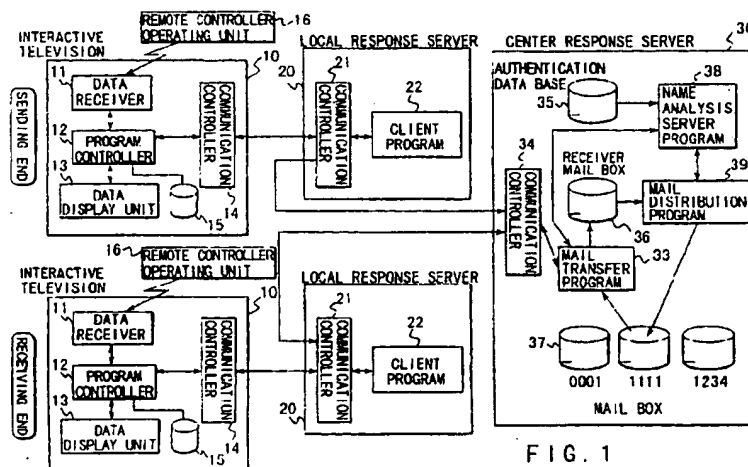 REMOTE CONTROLLER
OPERATING UNIT
16
INTERACTIVE
TELEVISION
10
11
DATA
RECEIVER
12
PROGRAM
CONTROLLER
13
DATA
DISPLAY UNIT
15
COMMUNICATION
CONTROLLER
14
SENDING END
LOCAL RESPONSE SERVER
20
21
COMMUNICATION
CONTROLLER
22
CLIENT
PROGRAM
CENTER RESPONSE SERVER
30
AUTHENTICATION
DATA BASE
35
38
NAME
ANALYSIS
SERVER
PROGRAM
34
COMMUNICATION
CONTROLLER
RECEIVER
MAIL BOX
36
39
MAIL
DISTRIBUTION
PROGRAM
33
MAIL
TRANSFER
PROGRAM
37
0001
1111
1234
MAIL BOX
16
REMOTE CONTROLLER
OPERATING UNIT
INTERACTIVE
TELEVISION
10
11
DATA
RECEIVER
12
PROGRAM
CONTROLLER
13
DATA
DISPLAY UNIT
15
COMMUNICATION
CONTROLLER
14
RECEIVING END
LOCAL RESPONSE SERVER
21
COMMUNICATION
CONTROLLER
22
CLIENT
PROGRAM
20
FIG. 1